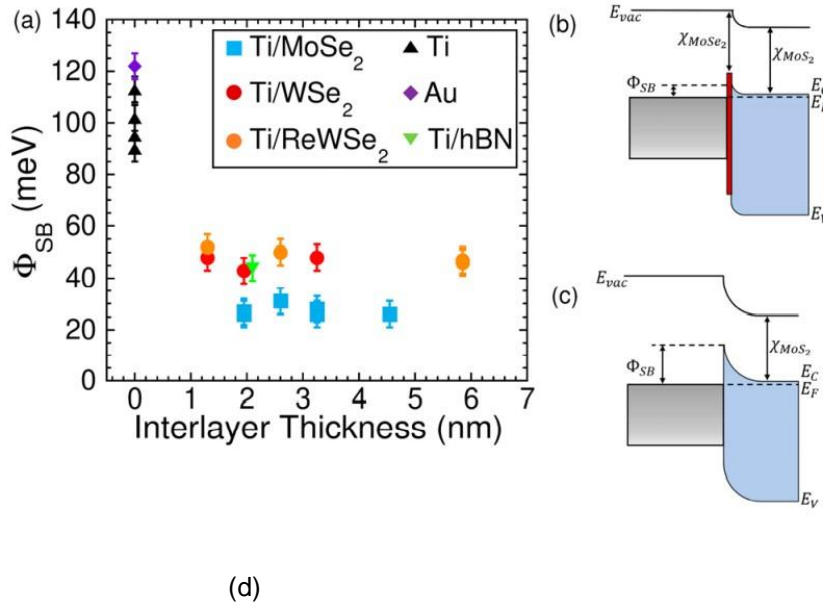 (a)
Φ_SB (meV)
140
120
100
80
60
40
20
0
0 1 2 3 4 5 6 7
Interlayer Thickness (nm)
Ti/MoSe₂
Ti/WSe₂
Ti/ReWSe₂
Ti
Au
Ti/hBN
(b)
E_vac
χ_MoSe₂
χ_MoS₂
Φ_SB
(c)
E_vac
χ_MoS₂
Φ_SB
E_C
E_F
E_V
(d)